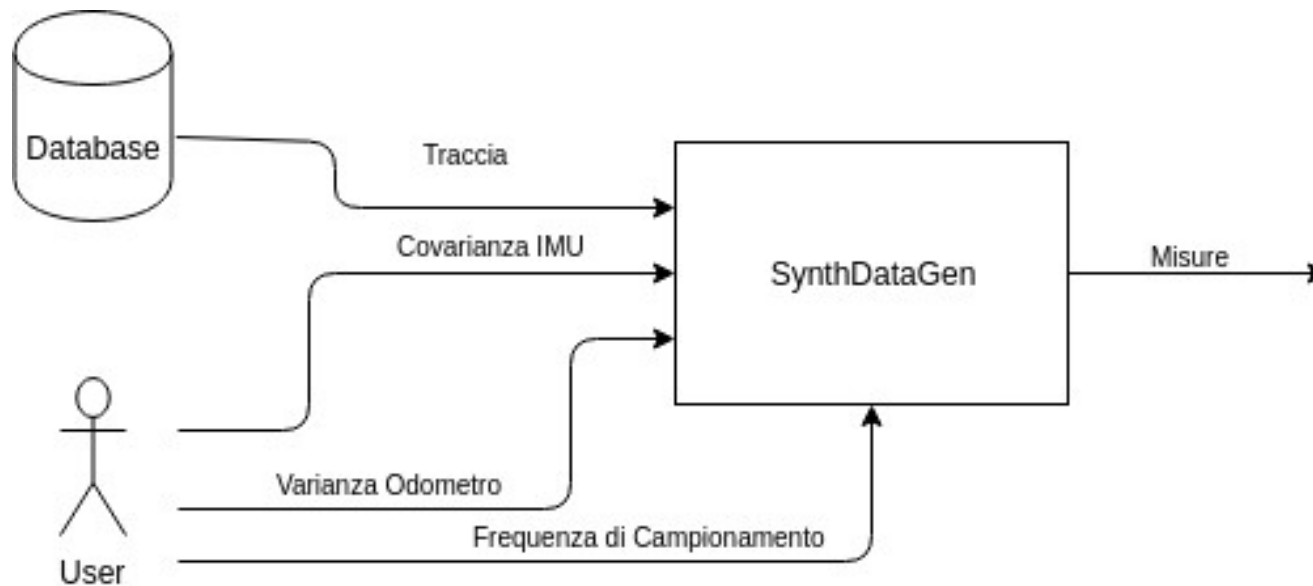 Database
Traccia
Covarianza IMU
SynthDataGen
Misure
Varianza Odometro
Frequenza di Campionamento
User